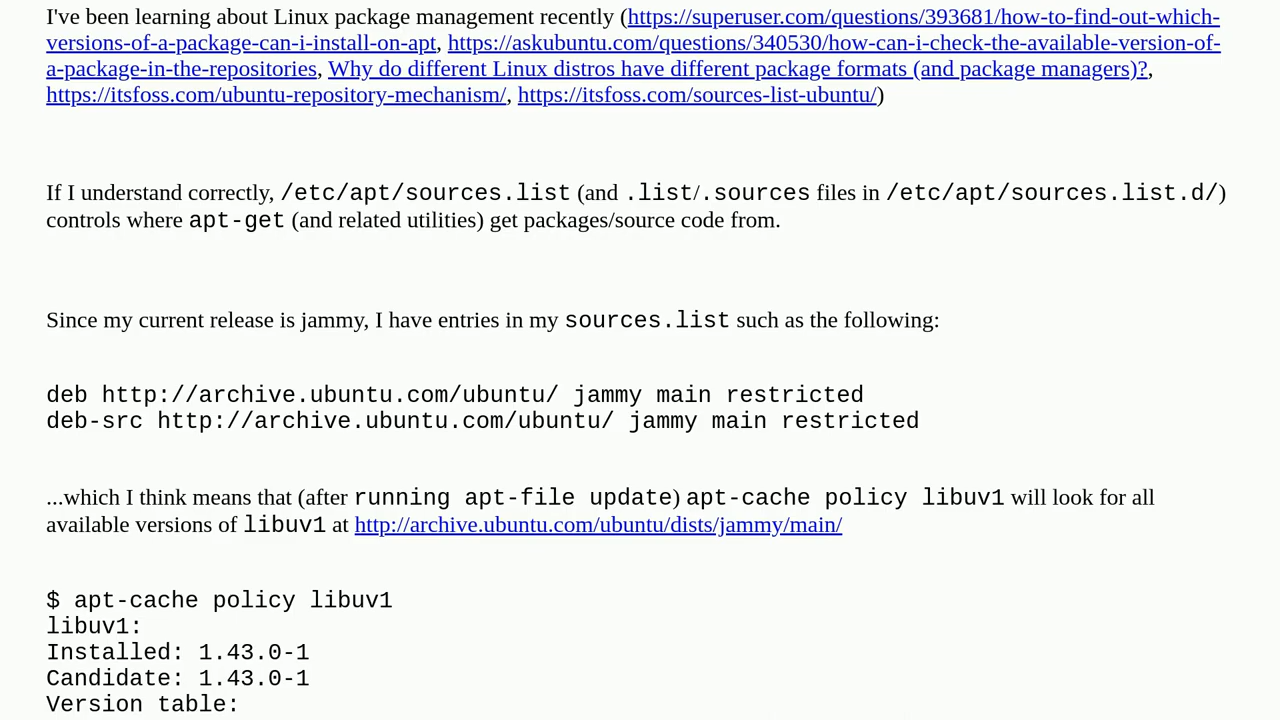 I've been learning about Linux package management recently (https://superuser.com/questions/393681/how-to-find-out-which-
versions-of-a-package-can-i-install-on-apt, https://askubuntu.com/questions/340530/how-can-i-check-the-available-version-of-
a-package-in-the-repositories, Why do different Linux distros have different package formats (and package managers)?,
https://itsfoss.com/ubuntu-repository-mechanism/, https://itsfoss.com/sources-list-ubuntu/)
If I understand correctly, /etc/apt/sources.list (and .list/.sources files in /etc/apt/sources.list.d/)
controls where apt-get (and related utilities) get packages/source code from.
Since my current release is jammy, I have entries in my sources.list such as the following:
deb http://archive.ubuntu.com/ubuntu/ jammy main restricted
deb-src http://archive.ubuntu.com/ubuntu/ jammy main restricted
...which I think means that (after running apt-file update) apt-cache policy libuv1 will look for all
available versions of libuv1 at http://archive.ubuntu.com/ubuntu/dists/jammy/main/
$ apt-cache policy libuv1
libuv1:
Installed: 1.43.0-1
Candidate: 1.43.0-1
Version table: